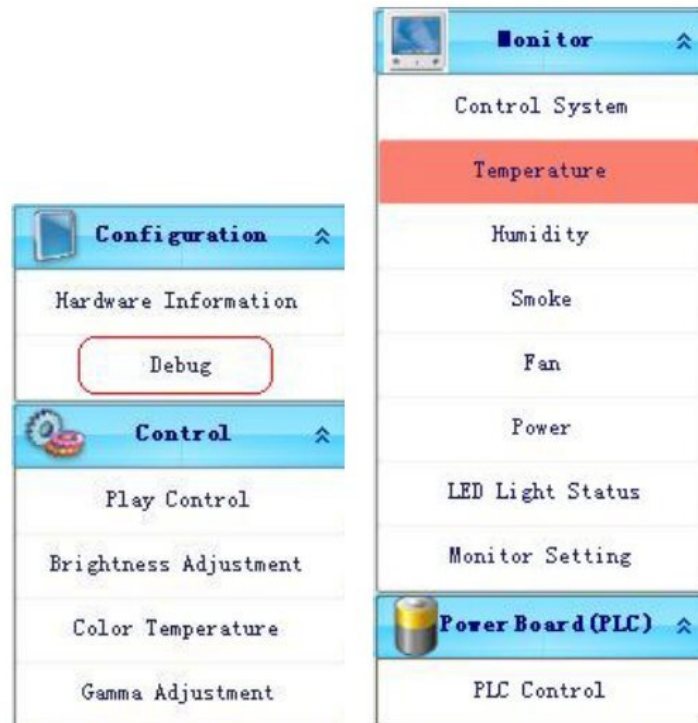 Configuration
Hardware Information
Debug
Control
Play Control
Brightness Adjustment
Color Temperature
Gamma Adjustment
Monitor
Control System
Temperature
Humidity
Smoke
Fan
Power
LED Light Status
Monitor Setting
Power Board(PLC)
PLC Control